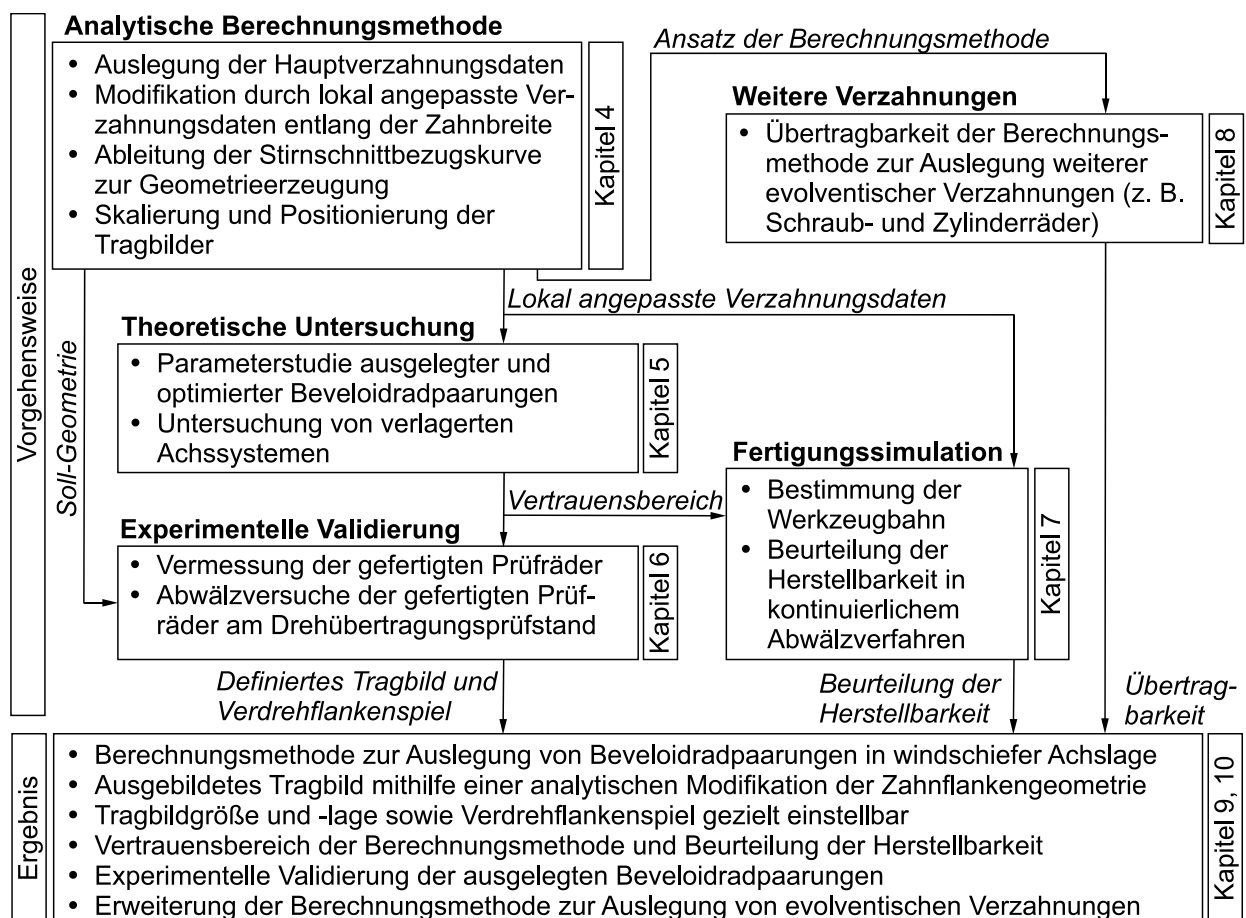 Vorgehensweise
Analytische Berechnungsmethode
• Auslegung der Hauptverzahnungsdaten
• Modifikation durch lokal angepasste Ver-
zahnungsdaten entlang der Zahnbreite
• Ableitung der Stirnschnittbezugskurve
zur Geometrieerzeugung
• Skalierung und Positionierung der
Tragbilder
Kapitel 4
Ansatz der Berechnungsmethode
Weitere Verzahnungen
• Übertragbarkeit der Berechnungs-
methode zur Auslegung weiterer
evolventischer Verzahnungen (z. B.
Schraub- und Zylinderräder)
Kapitel 8
Lokal angepasste Verzahnungsdaten
Soll-Geometrie
Theoretische Untersuchung
• Parameterstudie ausgelegter und
optimierter Beveloidradpaarungen
• Untersuchung von verlagerten
Achssystemen
Kapitel 5
Vertrauensbereich
Experimentelle Validierung
• Vermessung der gefertigten Prüfräder
• Abwälzversuche der gefertigten Prüf-
räder am Drehübertragungsprüfstand
Kapitel 6
Fertigungssimulation
• Bestimmung der
Werkzeugbahn
• Beurteilung der
Herstellbarkeit in
kontinuierlichem
Abwälzverfahren
Kapitel 7
Definiertes Tragbild und
Verdrehflankenspiel
Beurteilung der
Herstellbarkeit
Übertrag-
barkeit
Ergebnis
• Berechnungsmethode zur Auslegung von Beveloidradpaarungen in windschiefer Achslage
• Ausgebildetes Tragbild mithilfe einer analytischen Modifikation der Zahnflankengeometrie
• Tragbildgröße und -lage sowie Verdrehflankenspiel gezielt einstellbar
• Vertrauensbereich der Berechnungsmethode und Beurteilung der Herstellbarkeit
• Experimentelle Validierung der ausgelegten Beveloidradpaarungen
• Erweiterung der Berechnungsmethode zur Auslegung von evolventischen Verzahnungen
Kapitel 9, 10